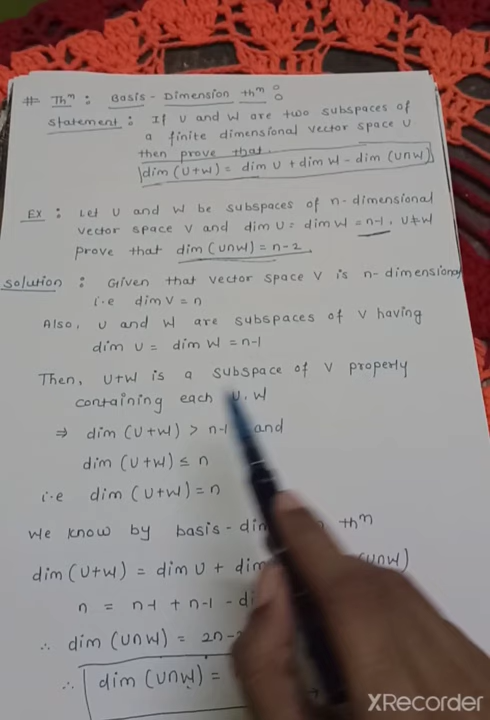 #= Thm : Basis - Dimension thm :
Statement : If U and W are two subspaces of
a finite dimensional vector space U
then prove that
dim (U+W) = dim U + dim W - dim (U∩W)
Ex : Let U and W be subspaces of n-dimensional
vector space V and dim U = dim W = n-1, U≠W
prove that dim (U∩W) = n-2.
Solution : Given that vector space V is n-dimensional
i.e dim V = n
Also, U and W are subspaces of V having
dim U = dim W = n-1
Then, U+W is a subspace of V properly
containing each U, W
⇒ dim (U+W) > n-1 and
dim (U+W) ≤ n
i.e dim (U+W) = n
We know by basis - thm
dim (U+W) = dim U + dim (U∩W)
n = n-1 + n-1 -
∴ dim (U∩W) = 2n-
∴ dim (U∩W) =
XRecorder